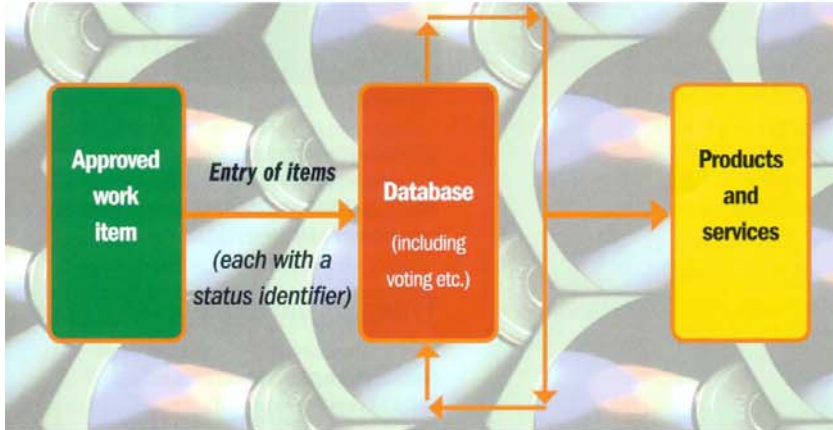 Approved
work
item
Entry of items
(each with a
status identifier)
Database
(including
voting etc.)
Products
and
services